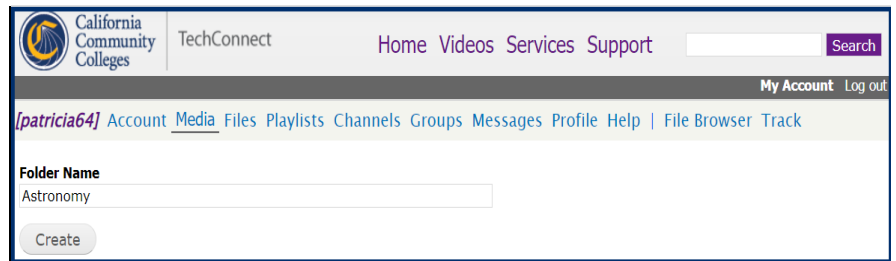 California
Community
Colleges
TechConnect
Home Videos Services Support
Search
My Account Log out
[patricia64] Account Media Files Playlists Channels Groups Messages Profile Help | File Browser Track
Folder Name
Astronomy
Create